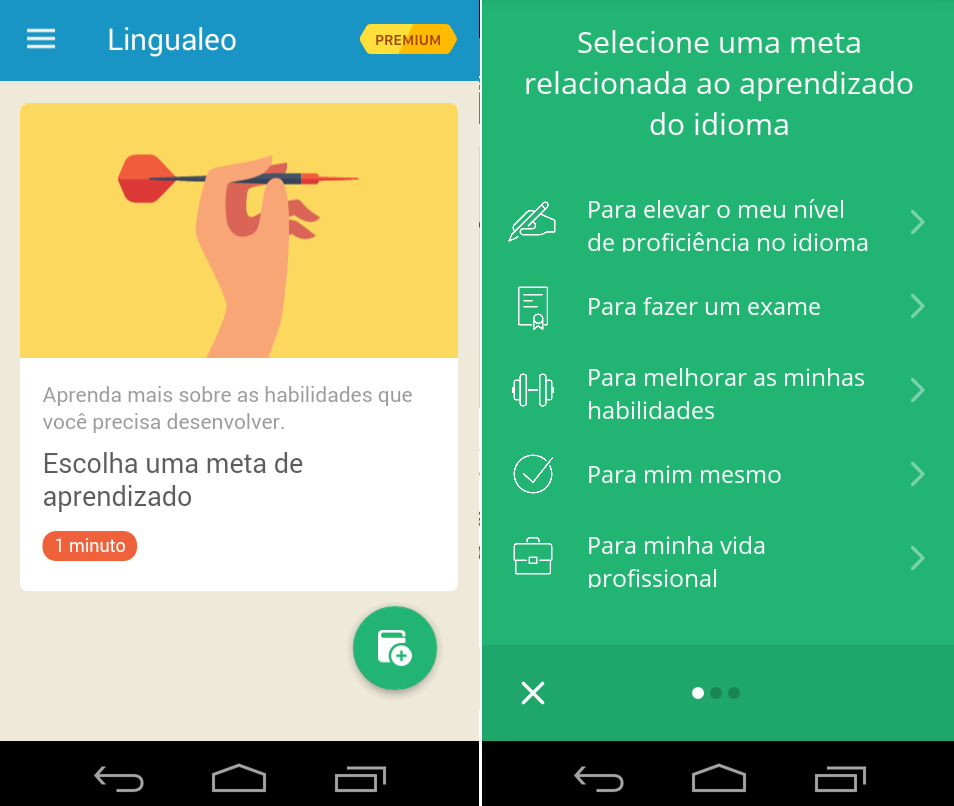 Lingualeo
PREMIUM
Aprenda mais sobre as habilidades que
você precisa desenvolver.
Escolha uma meta de
aprendizado
1 minuto
Selecione uma meta
relacionada ao aprendizado
do idioma
Para elevar o meu nível
de proficiência no idioma
Para fazer um exame
Para melhorar as minhas
habilidades
Para mim mesmo
Para minha vida
profissional